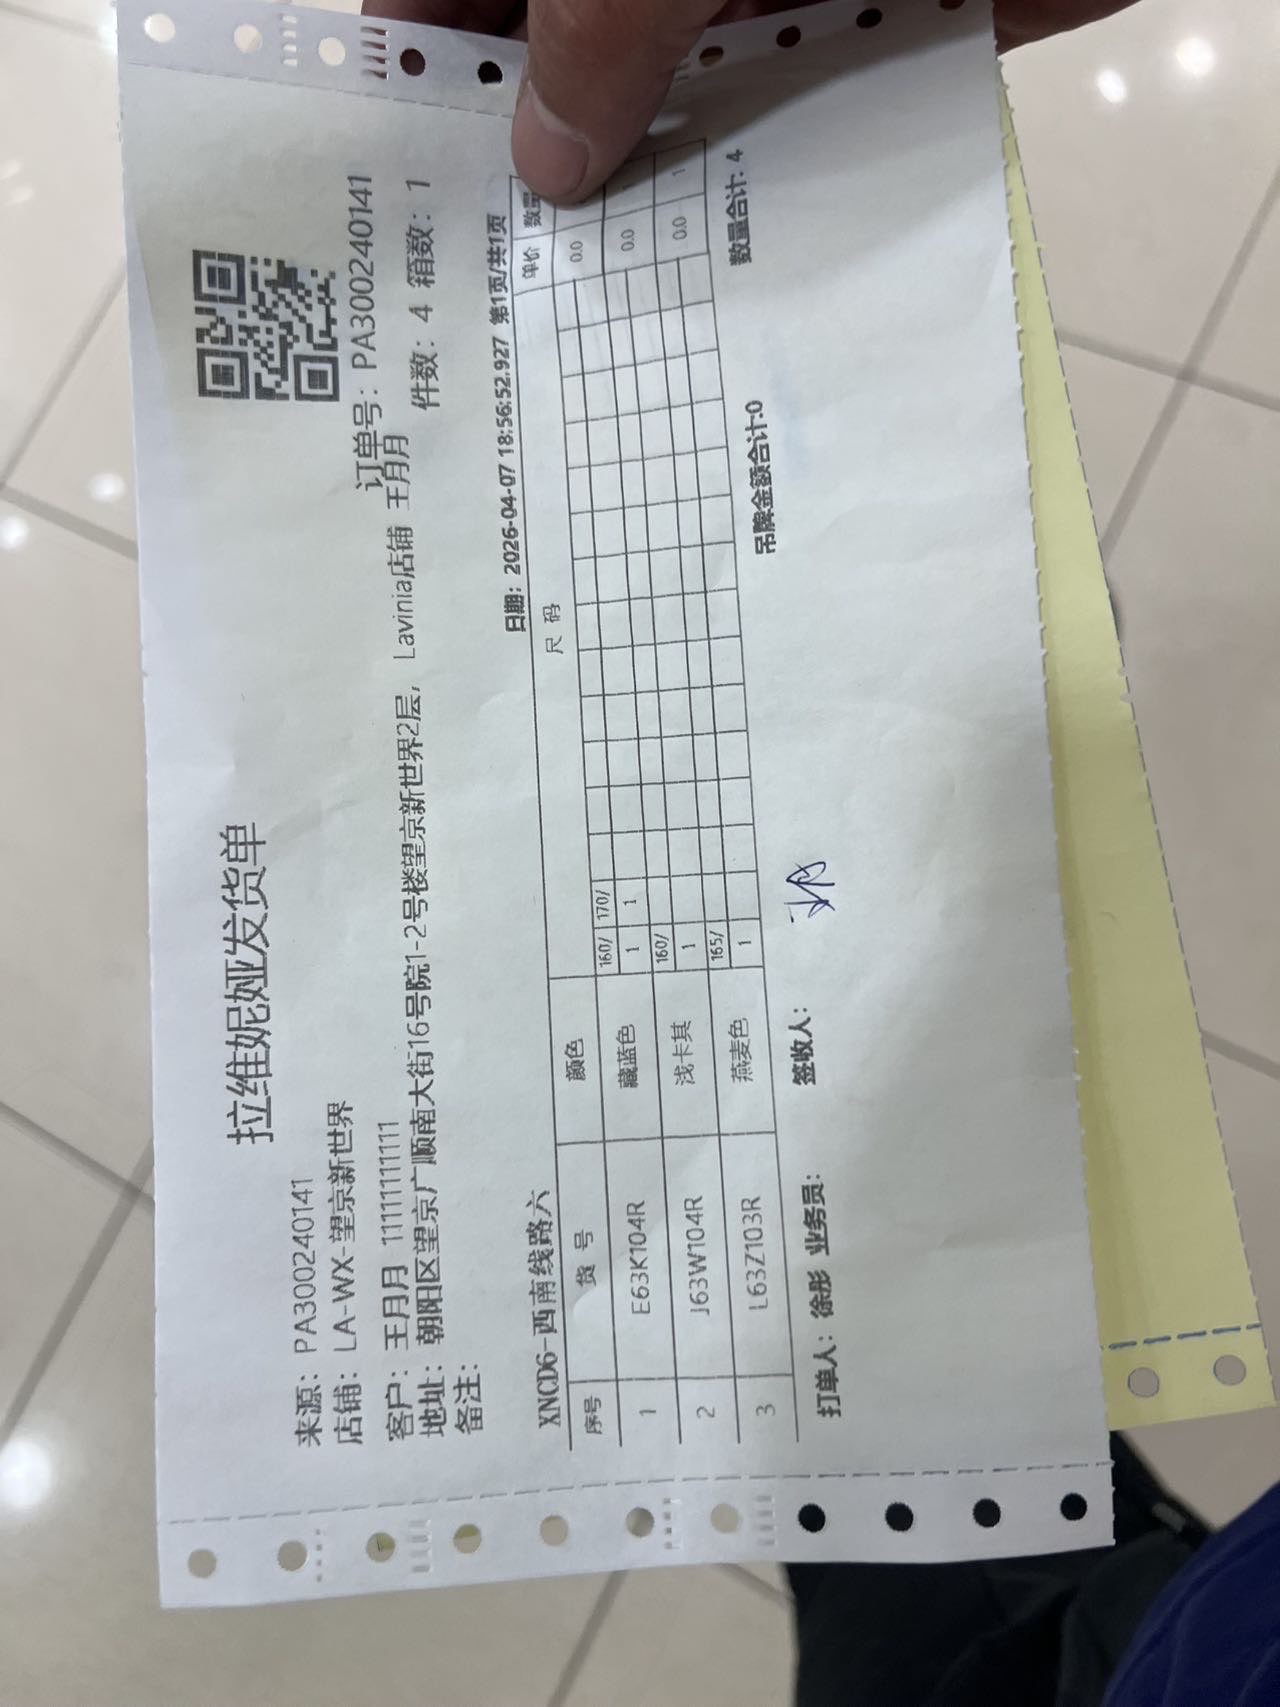 拉维妮娅发货单
来源: PA300240141
订单号: PA300240141
店铺: LA-WX-望京新世界
客户: 王月月 11111111111
件数: 4 箱数: 1
地址: 朝阳区望京广顺南大街16号院1-2号楼望京新世界2层, Lavinia店铺 王月月
备注:
XNCD6-西南线路六 日期: 2026-04-07 18:56:52.927 第1页/共1页
序号 货 号 颜色 尺 码 单价 数量
160/ 170/
1 E63K104R 藏蓝色 1 1 0.0
160/
2 J63W104R 浅卡其 1 0.0 1
165/
3 L63Z103R 燕麦色 1 0.0 1
吊牌金额合计:0 数量合计: 4
打单人: 徐彤 业务员: 签收人: